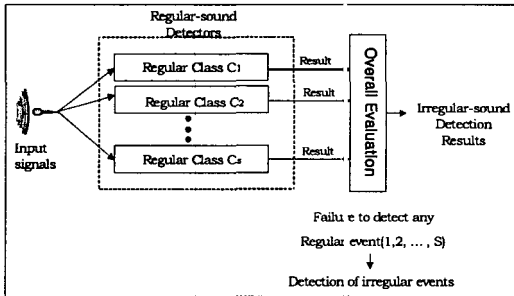 Regular-sound
Detectors
Regular Class C1
Result
Regular Class C2
Result
Regular Class Cs
Result
Input
signals
Overall Evaluation
Irregular-sound
Detection
Results
Failu e to detect any
Regular event(1,2, ... , S)
Detection of irregular events